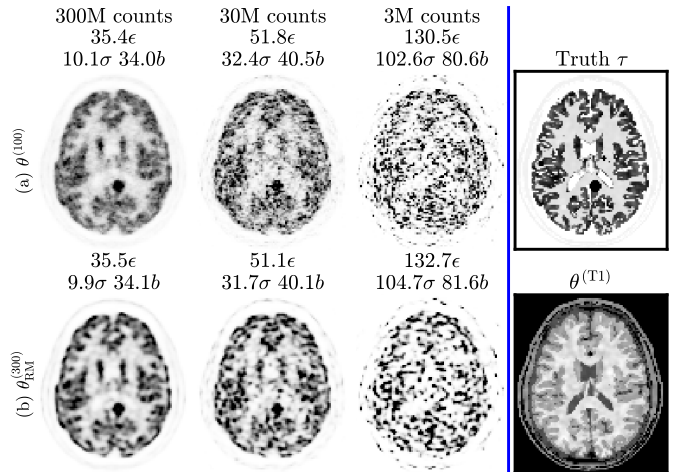 300M counts 30M counts 3M counts
35.4ϵ 51.8ϵ 130.5ϵ
10.1σ 34.0b 32.4σ 40.5b 102.6σ 80.6b
Truth τ
(a) θ^(100)
35.5ϵ 51.1ϵ 132.7ϵ
9.9σ 34.1b 31.7σ 40.1b 104.7σ 81.6b
θ^(T1)
(b) θ_RM^(300)